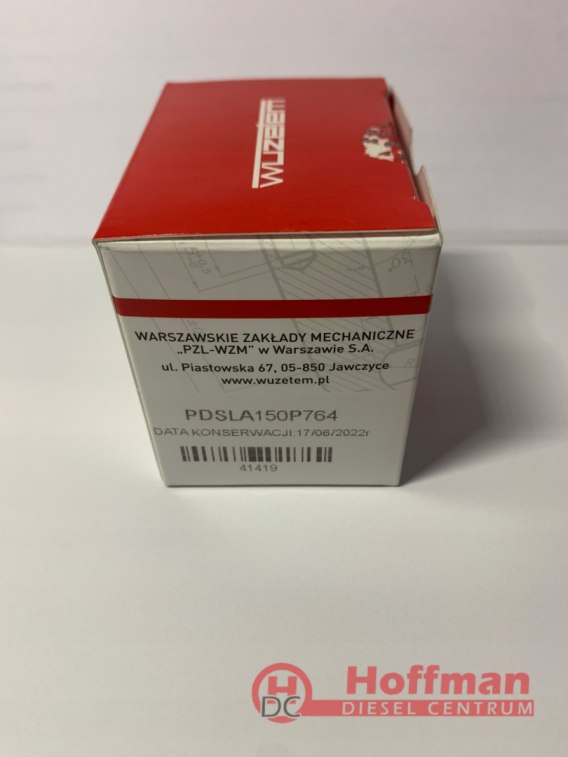 wuzetem
WARSZAWSKIE ZAKŁADY MECHANICZNE
„PZL-WZM" w Warszawie S.A.
ul. Piastowska 67, 05-850 Jawczyce
www.wuzetem.pl
PDSLA150P764
DATA KONSERWACJI:17/06/2022r
41419
H
DC
Hoffman
DIESEL CENTRUM